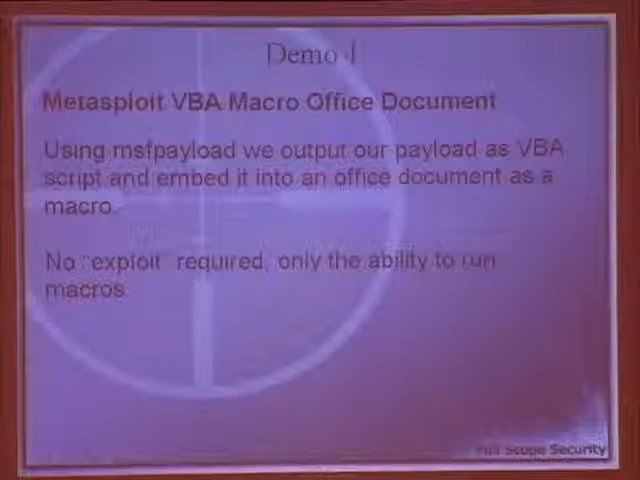 Demo 1
Metasploit VBA Macro Office Document
Using msfpayload we output our payload as VBA
script and embed it into an office document as a
macro.
No "exploit" required, only the ability to run
macros
Full Scope Security